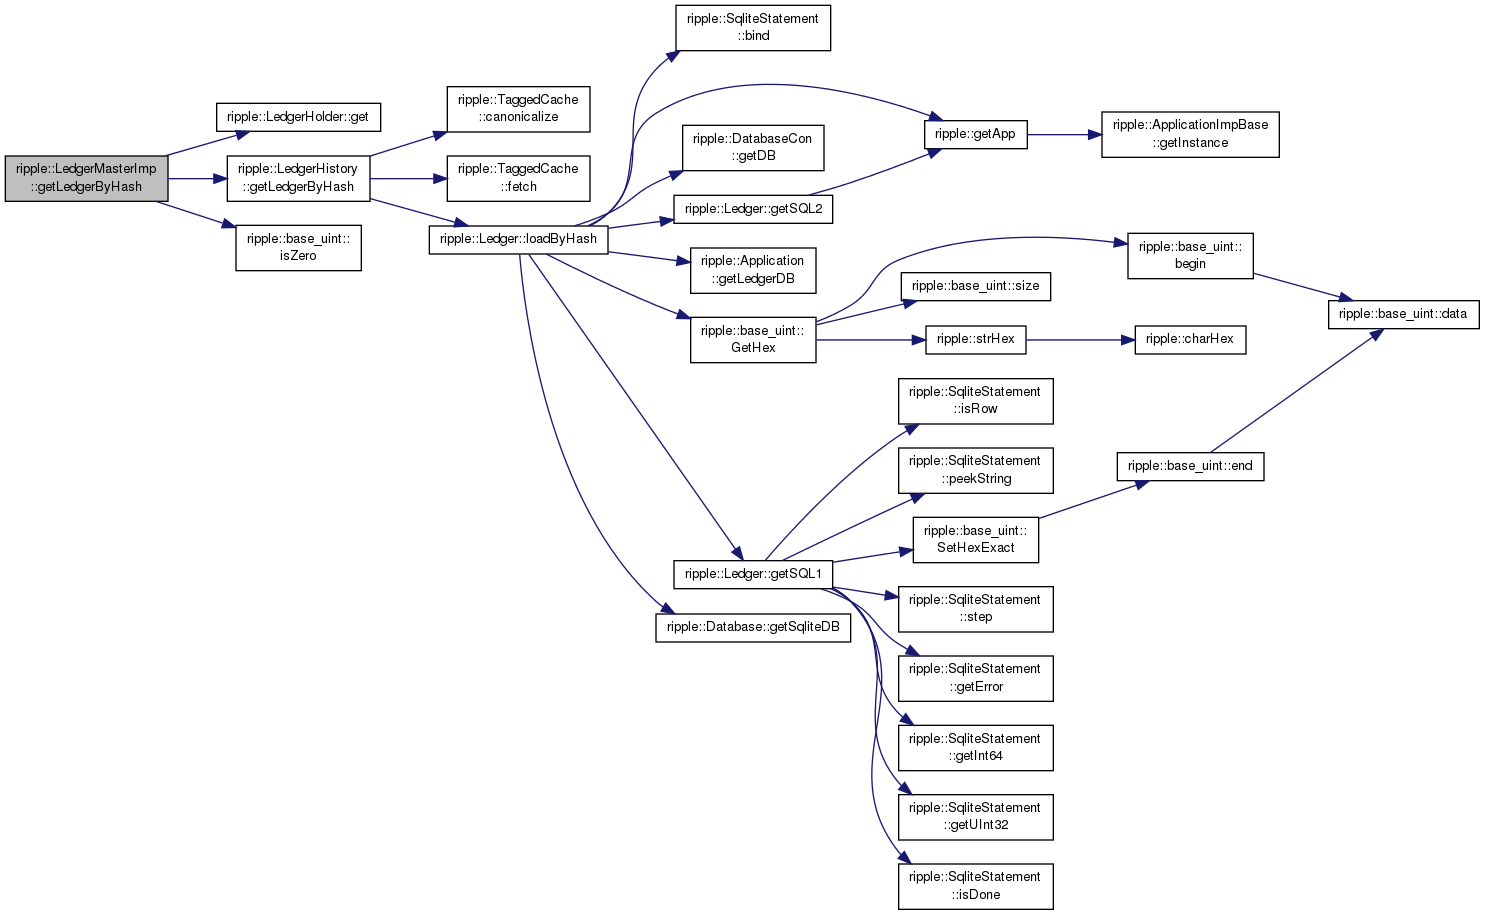 ripple::LedgerMasterImp
::getLedgerByHash
ripple::LedgerHolder::get
ripple::LedgerHistory
::getLedgerByHash
ripple::base_uint::
isZero
ripple::TaggedCache
::canonicalize
ripple::TaggedCache
::fetch
ripple::Ledger::loadByHash
ripple::SqliteStatement
::bind
ripple::DatabaseCon
::getDB
ripple::Ledger::getSQL2
ripple::Application
::getLedgerDB
ripple::base_uint::
GetHex
ripple::Ledger::getSQL1
ripple::Database::getSqliteDB
ripple::getApp
ripple::base_uint::size
ripple::strHex
ripple::SqliteStatement
::isRow
ripple::SqliteStatement
::peekString
ripple::base_uint::
SetHexExact
ripple::SqliteStatement
::step
ripple::SqliteStatement
::getError
ripple::SqliteStatement
::getInt64
ripple::SqliteStatement
::getUInt32
ripple::SqliteStatement
::isDone
ripple::ApplicationImpBase
::getInstance
ripple::base_uint::
begin
ripple::charHex
ripple::base_uint::end
ripple::base_uint::data